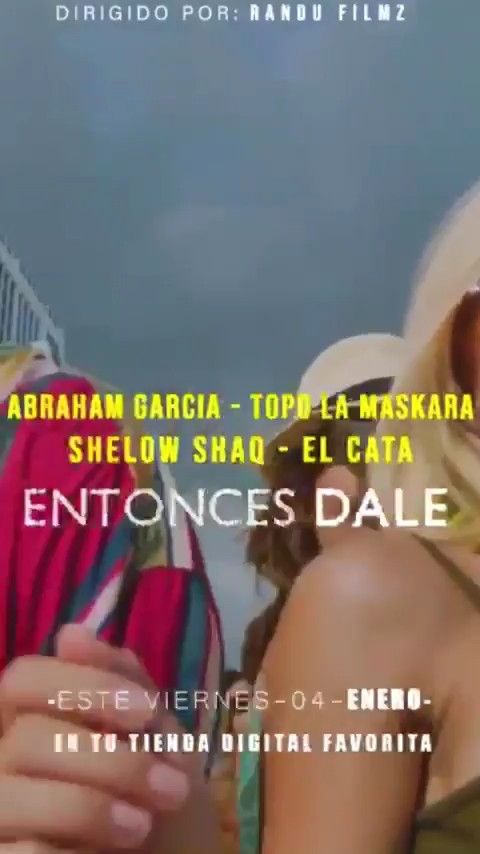 DIRIGIDO POR: RANDU FILMZ
ABRAHAM GARCIA - TOPO LA MASKARA
SHELOW SHAQ - EL CATA
ENTONCES DALE
-ESTE VIERNES-04-ENERO-
EN TU TIENDA DIGITAL FAVORITA